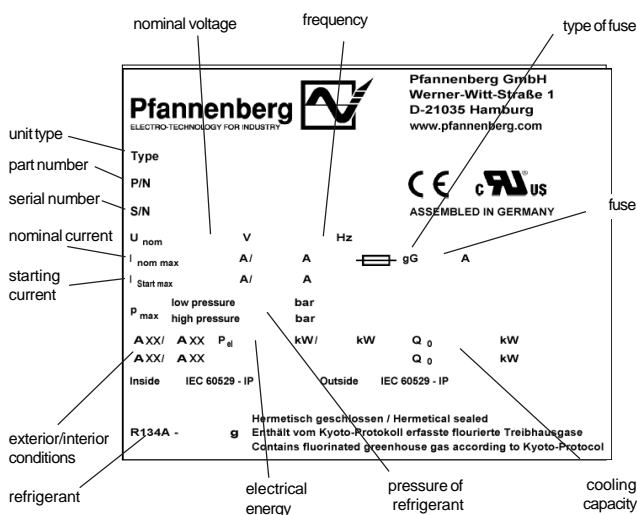 nominal voltage
frequency
type of fuse
Pfannenberg
ELECTRO-TECHNOLOGY FOR INDUSTRY
Pfannenberg GmbH
Werner-Witt-Straße 1
D-21035 Hamburg
www.pfannenberg.com
unit type
Type
part number
P/N
CE c RU ® US
serial number
S/N
ASSEMBLED IN GERMANY
fuse
nominal current
U nom V Hz
I nom max A/ A gG A
starting
current
I Start max A/ A
p max low pressure bar
high pressure bar
A XX/ A XX P el kW/ kW Q 0 kW
A XX/ A XX Q 0 kW
Inside IEC 60529 - IP Outside IEC 60529 - IP
Hermetisch geschlossen / Hermetical sealed
R134A - g Enthält vom Kyoto-Protokoll erfasste flourierte Treibhausgase
Contains fluorinated greenhouse gas according to Kyoto-Protocol
exterior/interior
conditions
refrigerant
electrical
energy
pressure of
refrigerant
cooling
capacity